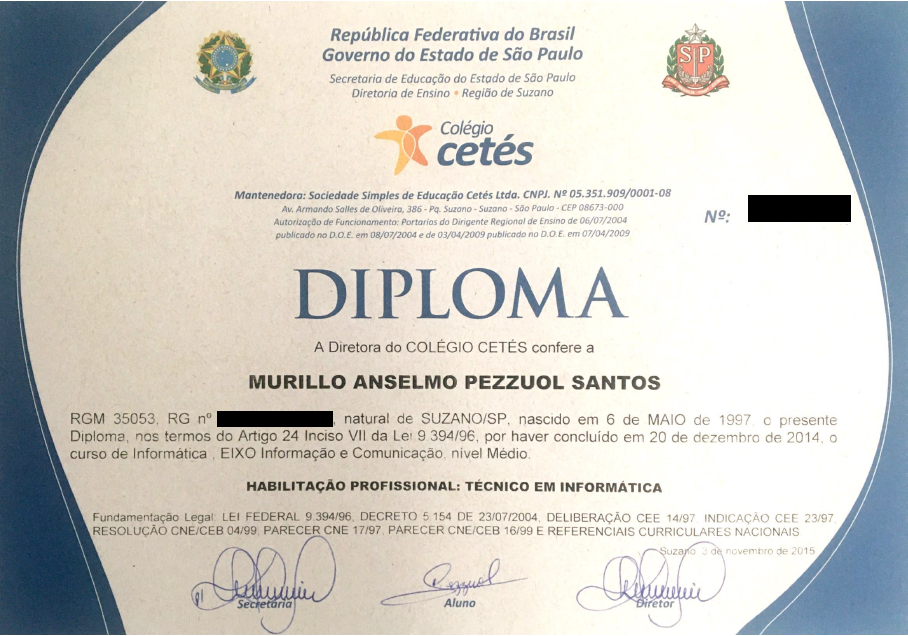 República Federativa do Brasil
Governo do Estado de São Paulo
Secretaria de Educação do Estado de São Paulo
Diretoria de Ensino • Região de Suzano
SP
Colégio
cetés
Mantenedora: Sociedade Simples de Educação Cetés Ltda. CNPJ. Nº 05.351.909/0001-08
Av. Armando Salles de Oliveira, 386 - Pq. Suzano - Suzano - São Paulo - CEP 08673-000
Autorização de Funcionamento: Portarias do Dirigente Regional de Ensino de 06/07/2004
publicado no D.O.E. em 08/07/2004 e de 03/04/2009 publicado no D.O.E. em 07/04/2009
Nº:
DIPLOMA
A Diretora do COLÉGIO CETÉS confere a
MURILLO ANSELMO PEZZUOL SANTOS
RGM 35053, RG nº , natural de SUZANO/SP, nascido em 6 de MAIO de 1997, o presente
Diploma, nos termos do Artigo 24 Inciso VII da Lei 9.394/96, por haver concluído em 20 de dezembro de 2014, o
curso de Informática , EIXO Informação e Comunicação, nível Médio.
HABILITAÇÃO PROFISSIONAL: TÉCNICO EM INFORMÁTICA
Fundamentação Legal: LEI FEDERAL 9.394/96, DECRETO 5.154 DE 23/07/2004, DELIBERAÇÃO CEE 14/97, INDICAÇÃO CEE 23/97,
RESOLUÇÃO CNE/CEB 04/99, PARECER CNE 17/97, PARECER CNE/CEB 16/99 E REFERENCIAIS CURRICULARES NACIONAIS
Suzano, 3 de novembro de 2015
Pezzuol
Secretária
Aluno
Diretor